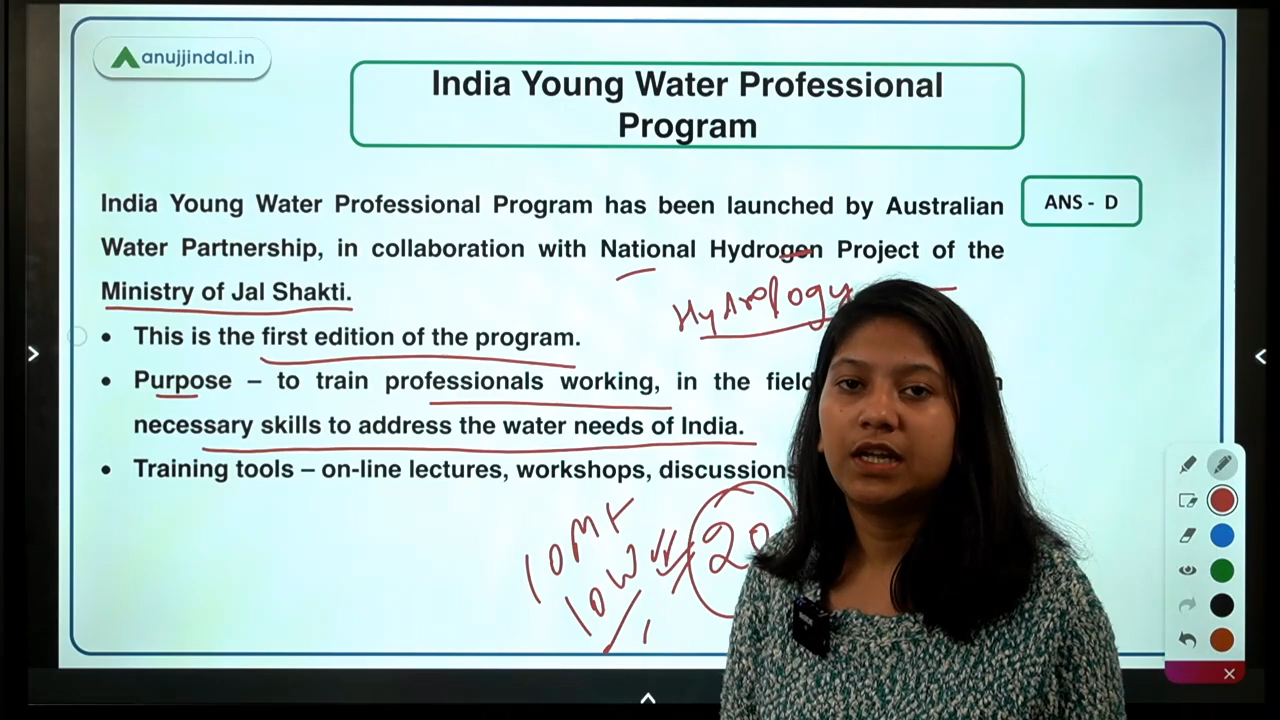 anujjindal.in
India Young Water Professional
Program
India Young Water Professional Program has been launched by Australian
ANS - D
Water Partnership, in collaboration with National Hydrogen Project of the
Ministry of Jal Shakti.
Hydrology
• This is the first edition of the program.
• Purpose – to train professionals working, in the field
necessary skills to address the water needs of India.
• Training tools – on-line lectures, workshops, discussions
10 M
10 W
20